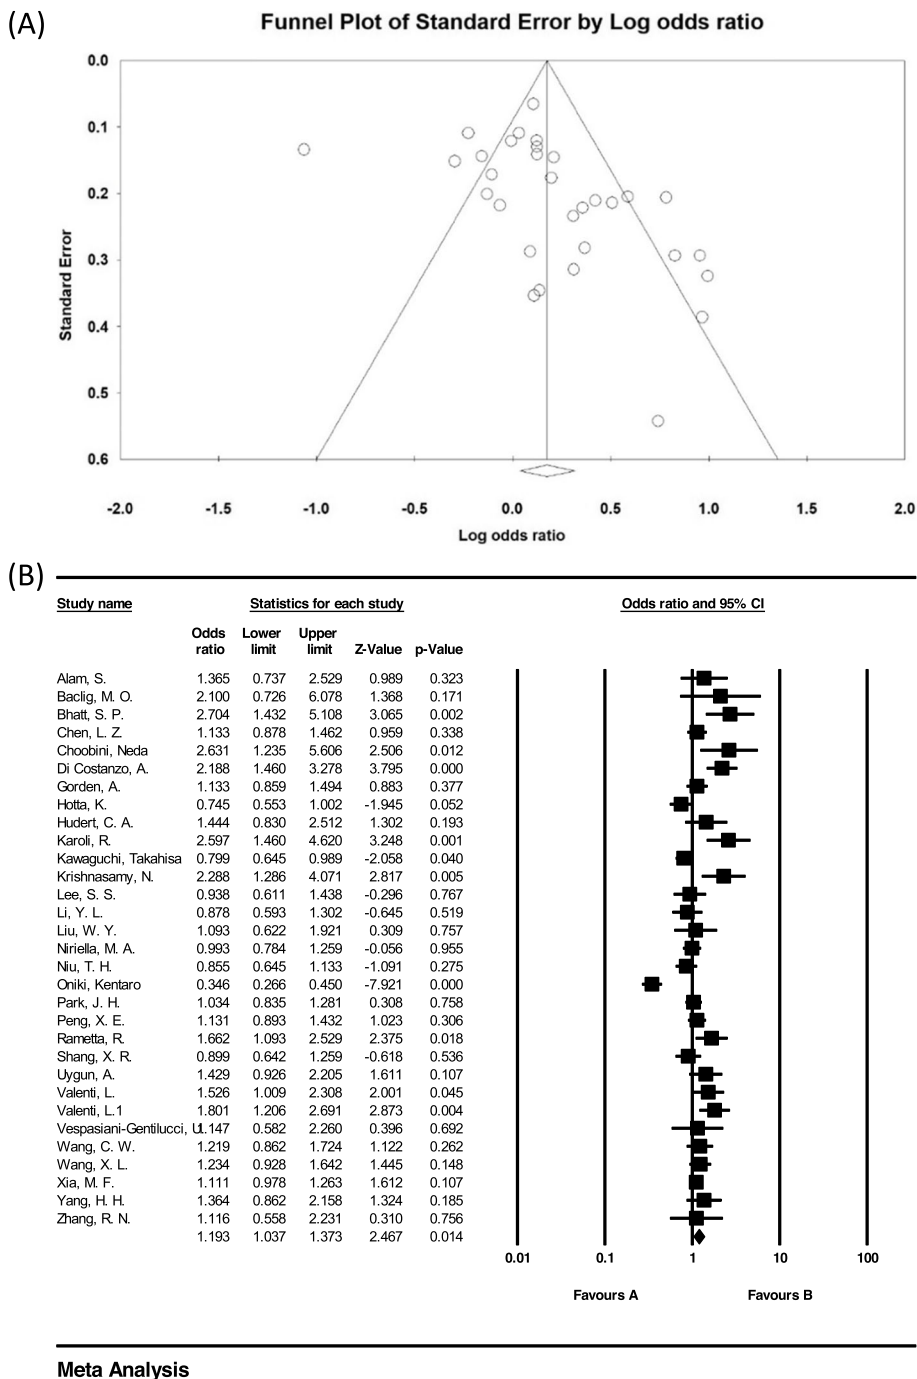 (A)
Funnel Plot of Standard Error by Log odds ratio
0.0
0.1
0.2
0.3
0.4
0.5
0.6
Standard Error
-2.0 -1.5 -1.0 -0.5 0.0 0.5 1.0 1.5 2.0
Log odds ratio
(B)
Study name Statistics for each study Odds ratio and 95% CI
Odds Lower Upper
ratio limit limit Z-Value p-Value
Alam, S. 1.365 0.737 2.529 0.989 0.323
Baclig, M. O. 2.100 0.726 6.078 1.368 0.171
Bhatt, S. P. 2.704 1.432 5.108 3.065 0.002
Chen, L. Z. 1.133 0.878 1.462 0.959 0.338
Choobini, Neda 2.631 1.235 5.606 2.506 0.012
Di Costanzo, A. 2.188 1.460 3.278 3.795 0.000
Gorden, A. 1.133 0.859 1.494 0.883 0.377
Hotta, K. 0.745 0.553 1.002 -1.945 0.052
Hudert, C. A. 1.444 0.830 2.512 1.302 0.193
Karoli, R. 2.597 1.460 4.620 3.248 0.001
Kawaguchi, Takahisa 0.799 0.645 0.989 -2.058 0.040
Krishnasamy, N. 2.288 1.286 4.071 2.817 0.005
Lee, S. S. 0.938 0.611 1.438 -0.296 0.767
Li, Y. L. 0.878 0.593 1.302 -0.645 0.519
Liu, W. Y. 1.093 0.622 1.921 0.309 0.757
Niriella, M. A. 0.993 0.784 1.259 -0.056 0.955
Niu, T. H. 0.855 0.645 1.133 -1.091 0.275
Oniki, Kentaro 0.346 0.266 0.450 -7.921 0.000
Park, J. H. 1.034 0.835 1.281 0.308 0.758
Peng, X. E. 1.131 0.893 1.432 1.023 0.306
Rametta, R. 1.662 1.093 2.529 2.375 0.018
Shang, X. R. 0.899 0.642 1.259 -0.618 0.536
Uygun, A. 1.429 0.926 2.205 1.611 0.107
Valenti, L. 1.526 1.009 2.308 2.001 0.045
Valenti, L.1 1.801 1.206 2.691 2.873 0.004
Vespasiani-Gentilucci, U. 1.147 0.582 2.260 0.396 0.692
Wang, C. W. 1.219 0.862 1.724 1.122 0.262
Wang, X. L. 1.234 0.928 1.642 1.445 0.148
Xia, M. F. 1.111 0.978 1.263 1.612 0.107
Yang, H. H. 1.364 0.862 2.158 1.324 0.185
Zhang, R. N. 1.116 0.558 2.231 0.310 0.756
1.193 1.037 1.373 2.467 0.014
0.01 0.1 1 10 100
Favours A Favours B
Meta Analysis